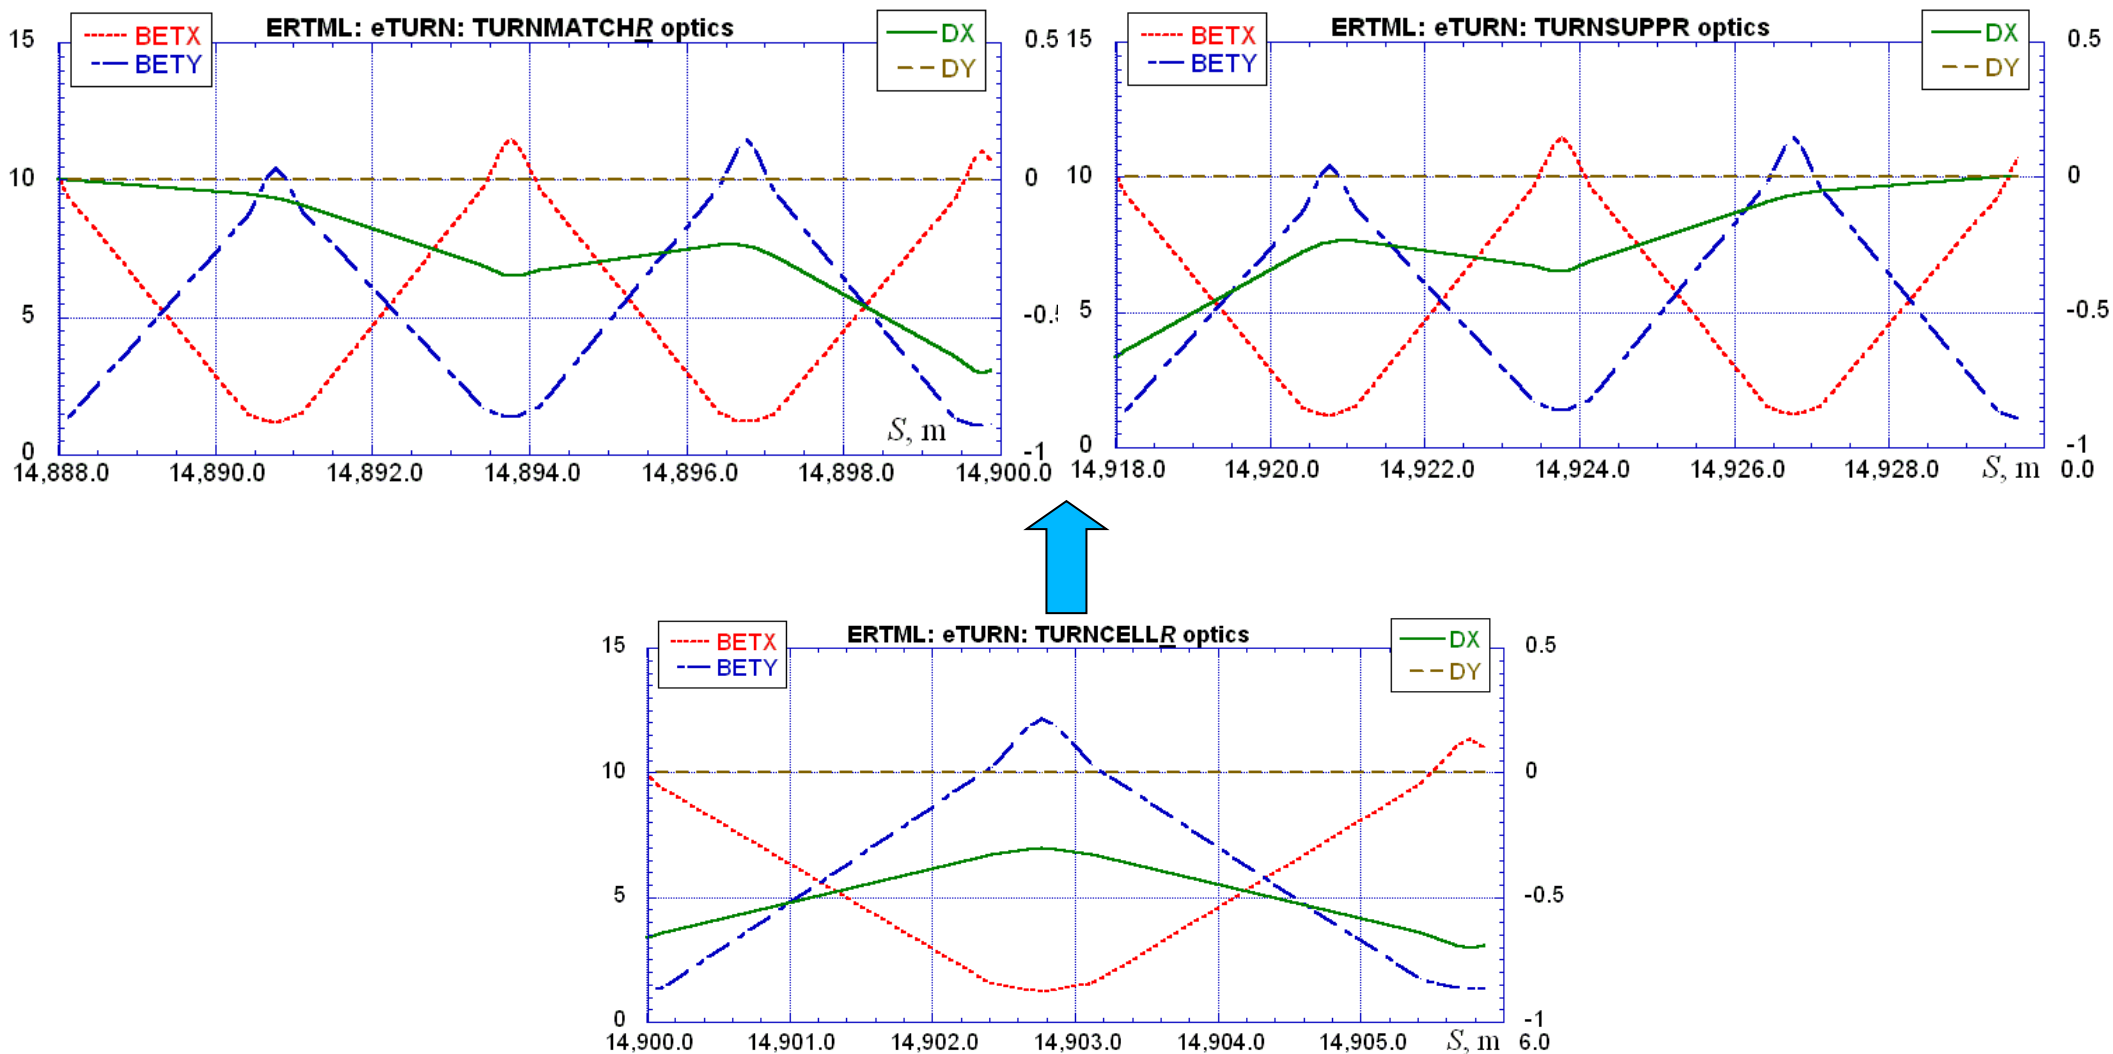 ERTML: eTURN: TURNMATCHR optics
BETX
BETY
DX
DY
15
10
5
0
0.5
0
-0.5
-1
S, m
14,888.0 14,890.0 14,892.0 14,894.0 14,896.0 14,898.0 14,900.0
ERTML: eTURN: TURNSUPPR optics
BETX
BETY
DX
DY
15
10
5
0
0.5
0
-0.5
-1
14,918.0 14,920.0 14,922.0 14,924.0 14,926.0 14,928.0 S, m 0.0
ERTML: eTURN: TURNCELLR optics
BETX
BETY
DX
DY
15
10
5
0
0.5
0
-0.5
-1
14,900.0 14,901.0 14,902.0 14,903.0 14,904.0 14,905.0 S, m 6.0